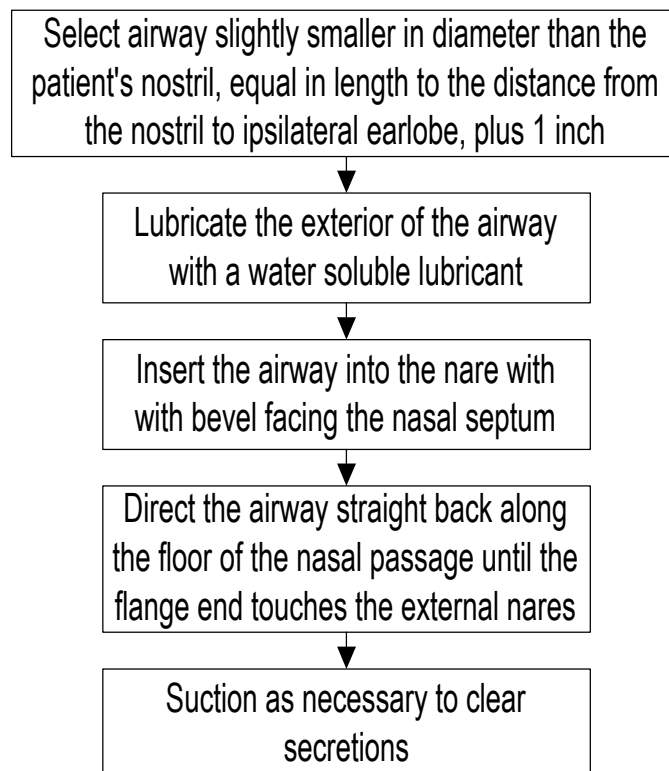 Select airway slightly smaller in diameter than the
patient's nostril, equal in length to the distance from
the nostril to ipsilateral earlobe, plus 1 inch
Lubricate the exterior of the airway
with a water soluble lubricant
Insert the airway into the nare with
with bevel facing the nasal septum
Direct the airway straight back along
the floor of the nasal passage until the
flange end touches the external nares
Suction as necessary to clear
secretions